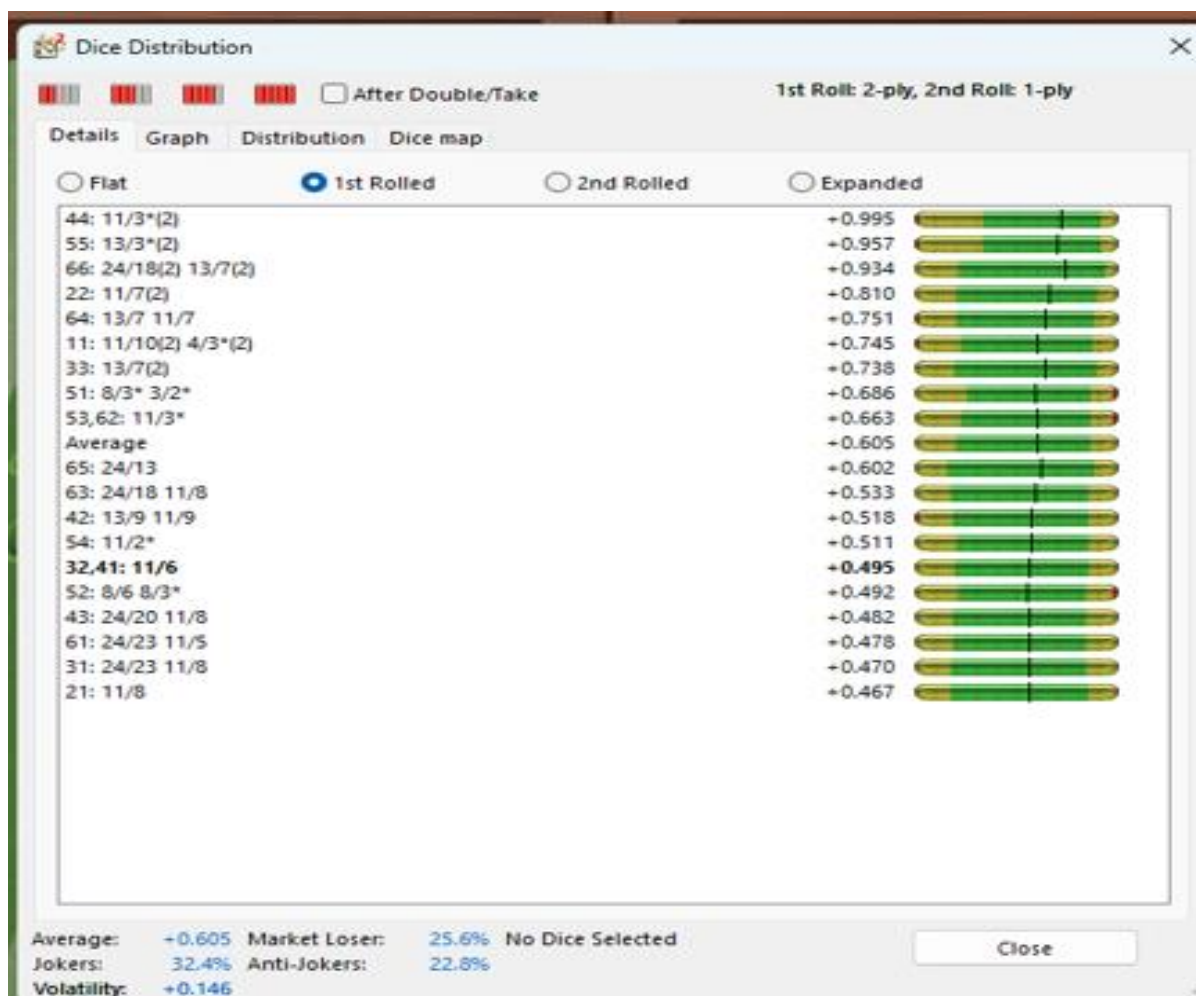 Dice Distribution
After Double/Take 1st Roll: 2-ply, 2nd Roll: 1-ply
Details Graph Distribution Dice map
Flat 1st Rolled 2nd Rolled Expanded
44: 11/3*(2) +0.995
55: 13/3*(2) +0.957
66: 24/18(2) 13/7(2) +0.934
22: 11/7(2) +0.810
64: 13/7 11/7 +0.751
11: 11/10(2) 4/3*(2) +0.745
33: 13/7(2) +0.738
51: 8/3* 3/2* +0.686
53,62: 11/3* +0.663
Average +0.605
65: 24/13 +0.602
63: 24/18 11/8 +0.533
42: 13/9 11/9 +0.518
54: 11/2* +0.511
32,41: 11/6 +0.495
52: 8/6 8/3* +0.492
43: 24/20 11/8 +0.482
61: 24/23 11/5 +0.478
31: 24/23 11/8 +0.470
21: 11/8 +0.467
Average: +0.605 Market Loser: 25.6% No Dice Selected Close
Jokers: 32.4% Anti-Jokers: 22.8%
Volatility: +0.146